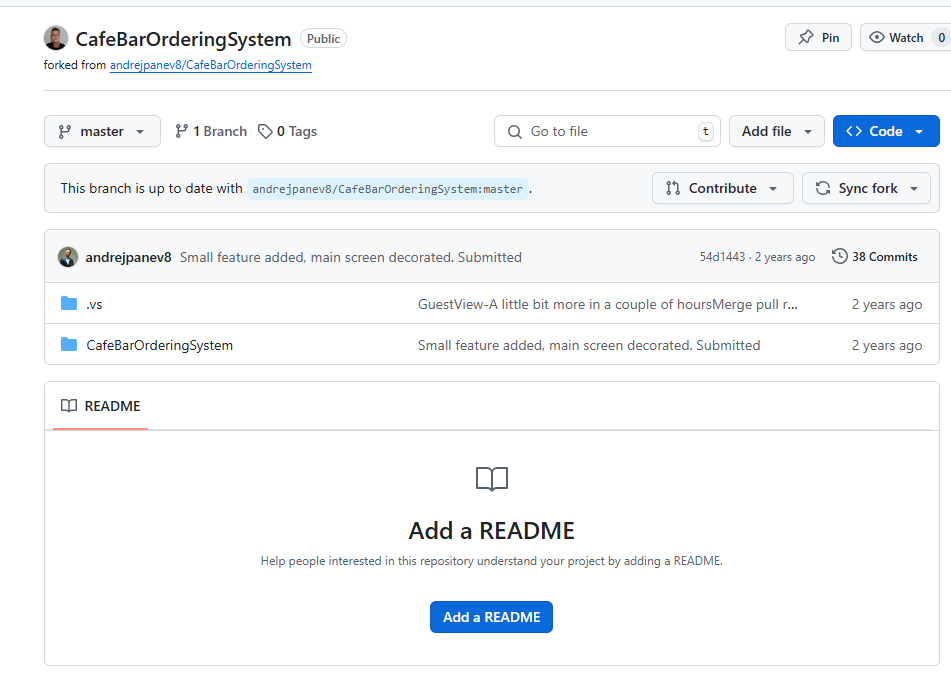 CafeBarOrderingSystem Public Pin Watch 0
forked from andrejpanev8/CafeBarOrderingSystem
master 1 Branch 0 Tags Go to file t Add file Code
This branch is up to date with andrejpanev8/CafeBarOrderingSystem:master . Contribute Sync fork
andrejpanev8 Small feature added, main screen decorated. Submitted 54d1443 · 2 years ago 38 Commits
.vs GuestView-A little bit more in a couple of hoursMerge pull r... 2 years ago
CafeBarOrderingSystem Small feature added, main screen decorated. Submitted 2 years ago
README
Add a README
Help people interested in this repository understand your project by adding a README.
Add a README